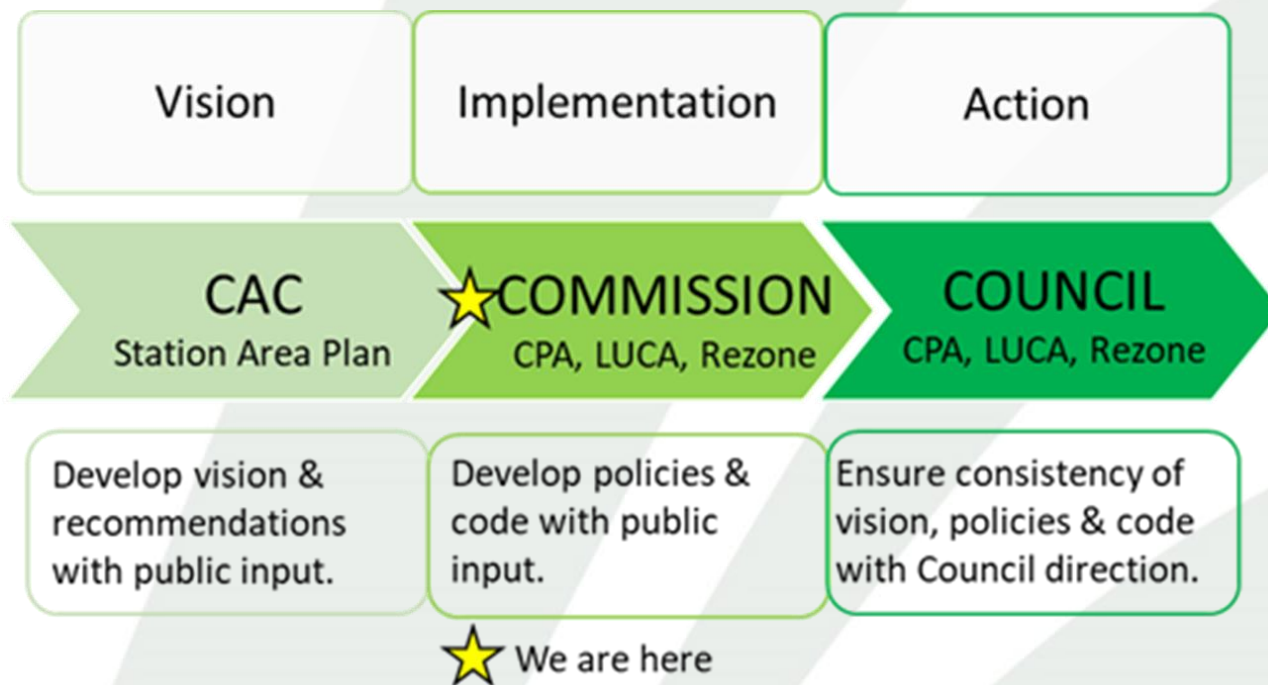 Vision
Implementation
Action
CAC
Station Area Plan
COMMISSION
CPA, LUCA, Rezone
COUNCIL
CPA, LUCA, Rezone
Develop vision &
recommendations
with public input.
Develop policies &
code with public
input.
Ensure consistency of
vision, policies & code
with Council direction.
We are here